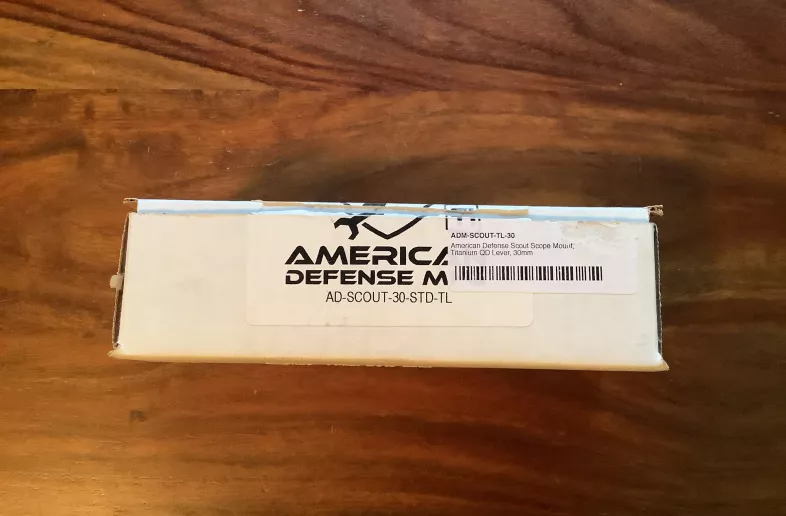 AMERICA
DEFENSE M
AD-SCOUT-30-STD-TL
ADM-SCOUT-TL-30
American Defense Scout Scope Mount,
Titanium QD Lever, 30mm